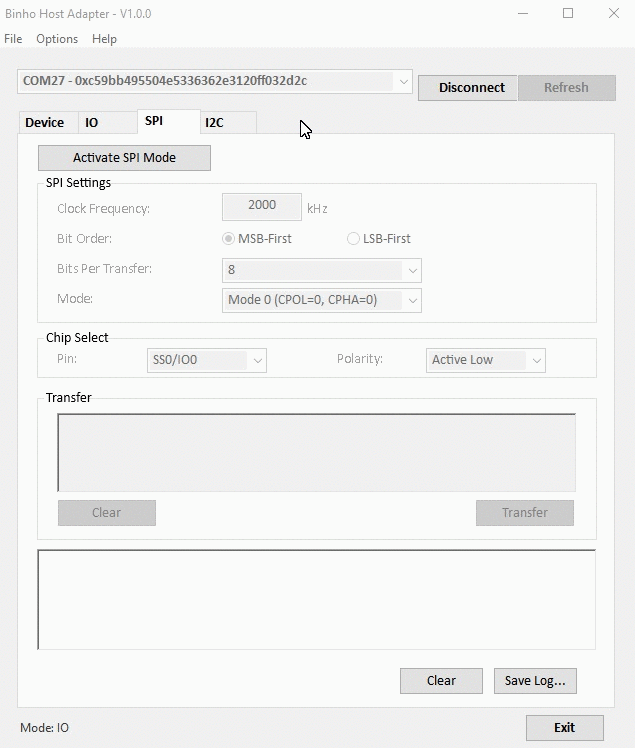 Binho Host Adapter - V1.0.0
File Options Help
COM27 - 0xc59bb495504e5336362e3120ff032d2c
Disconnect Refresh
Device IO SPI I2C
Activate SPI Mode
SPI Settings
Clock Frequency: 2000 kHz
Bit Order: MSB-First LSB-First
Bits Per Transfer: 8
Mode: Mode 0 (CPOL=0, CPHA=0)
Chip Select
Pin: SS0/IO0 Polarity: Active Low
Transfer
Clear Transfer
Clear Save Log...
Mode: IO Exit